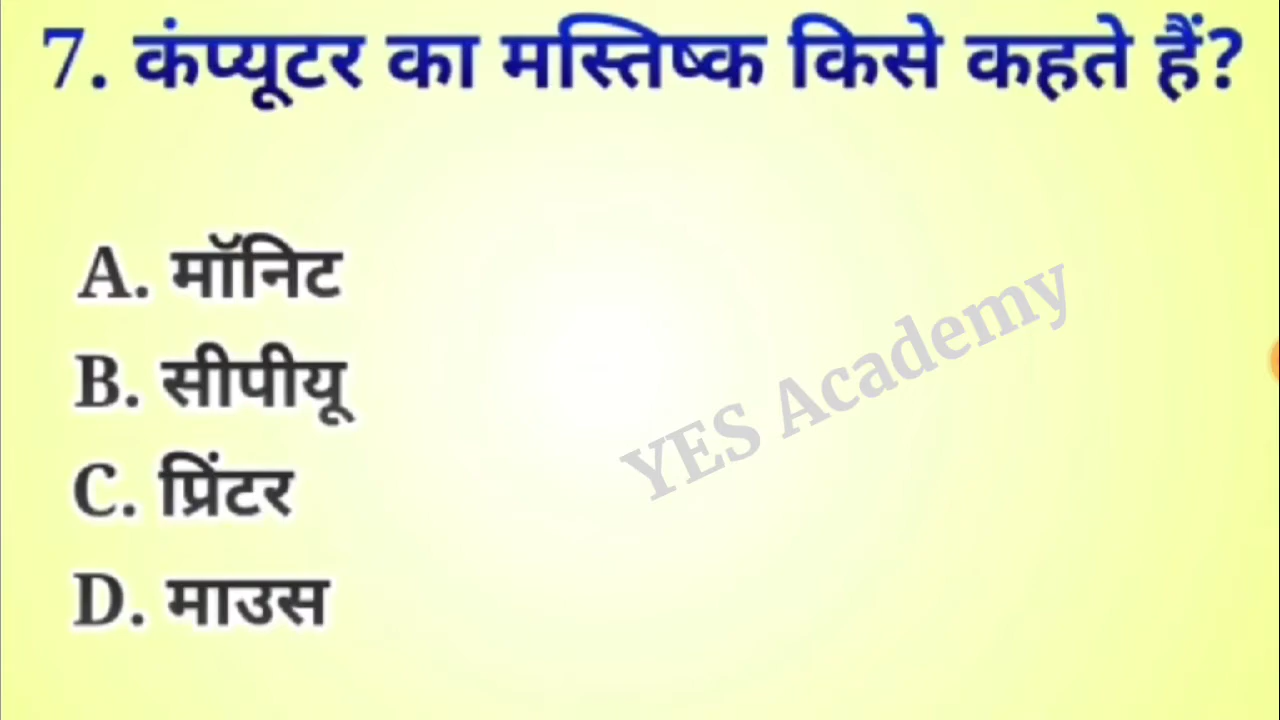 7. कंप्यूटर का मस्तिष्क किसे कहते हैं?
A. मॉनिट
B. सीपीयू
YES Academy
C. प्रिंटर
D. माउस